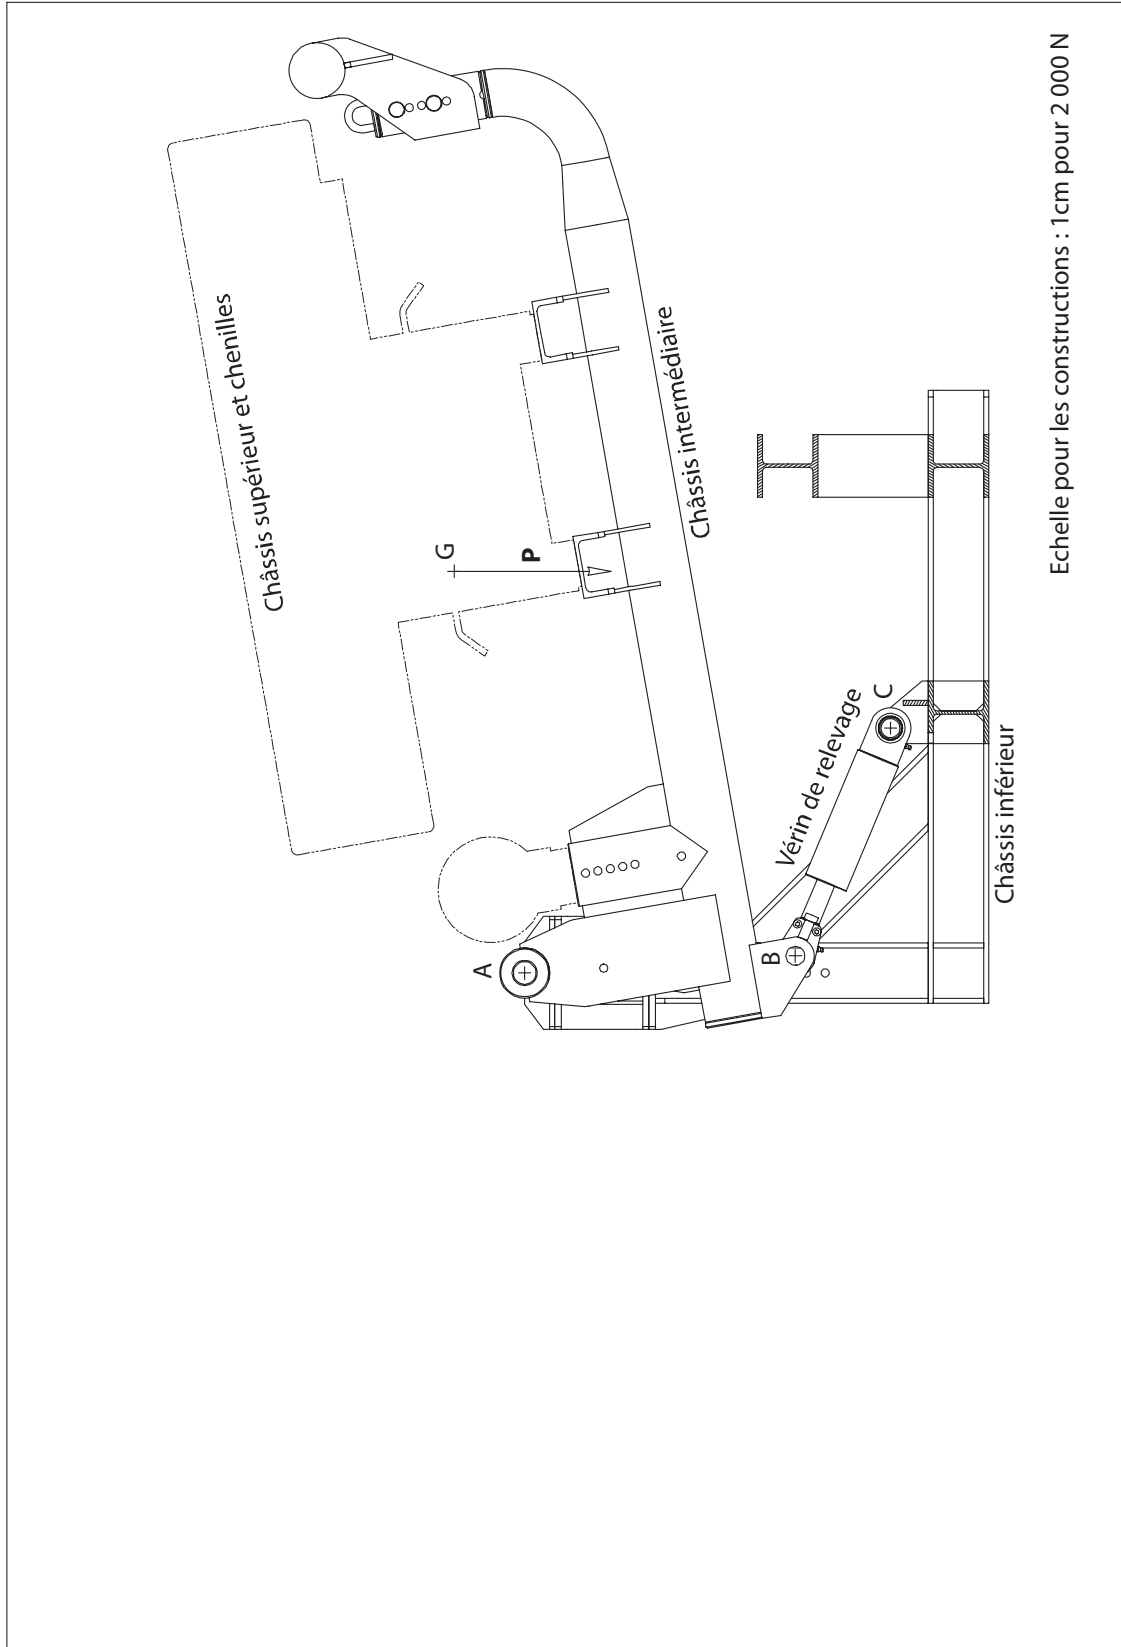 Châssis supérieur et chenilles
G
P
Châssis intermédiaire
A
B
Vérin de relevage
C
Châssis inférieur
Echelle pour les constructions : 1cm pour 2 000 N